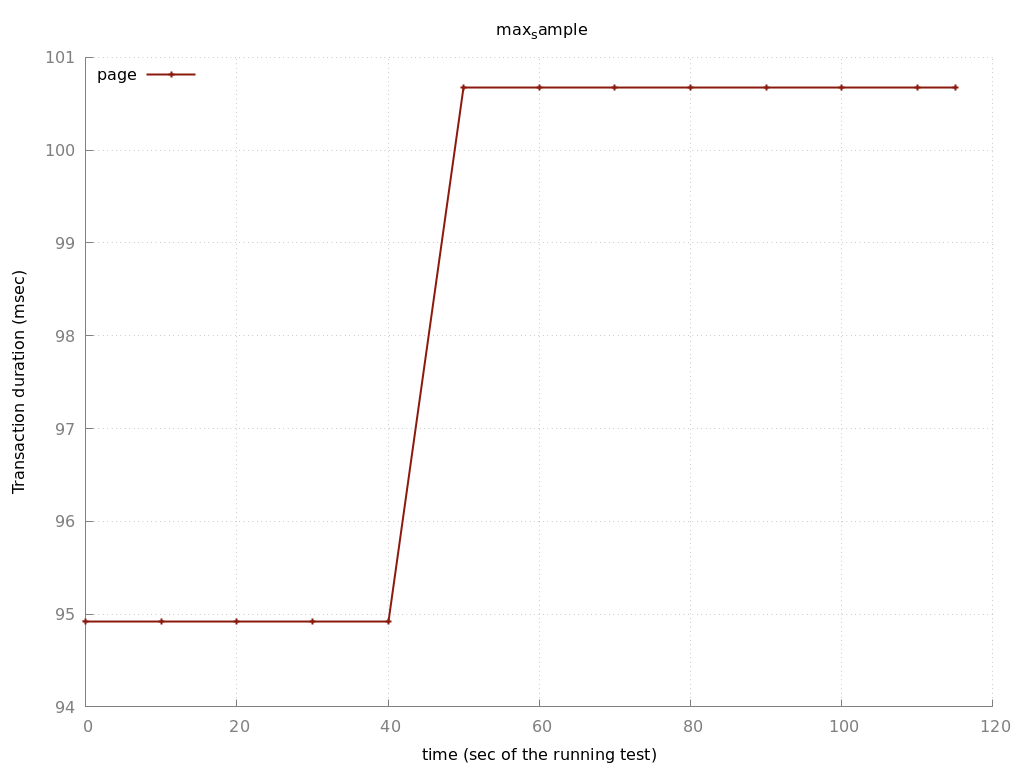 max_sample
page
101
100
99
98
97
96
95
94
Transaction duration (msec)
0 20 40 60 80 100 120
time (sec of the running test)